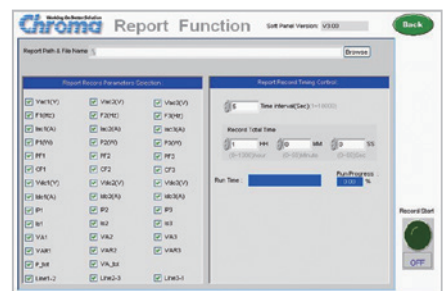 Chroma Report Function Soft Panel Version: V3.03 Back
Report Path & File Name
Browse
Report Record Parameters Selection
Report Record Timing Control
Vac1(V) Vac2(V) Vac3(V)
F1(Hz) F2(Hz) F3(Hz)
Iac1(A) Iac2(A) Iac3(A)
P1(W) P2(W) P3(W)
PF1 PF2 PF3
CF1 CF2 CF3
Vdc1(V) Vdc2(V) Vdc3(V)
Idc1(A) Idc2(A) Idc3(A)
IP1 IP2 IP3
Is1 Is2 Is3
VA1 VA2 VA3
VAR1 VAR2 VAR3
P_tot VA_tot
Line1-2 Line2-3 Line3-1
5 Time Interval(Sec)
Record Total Time
1 HH 0 MM 0 SS
Run Time :
Run Progress :
0.00 %
Record Start
OFF